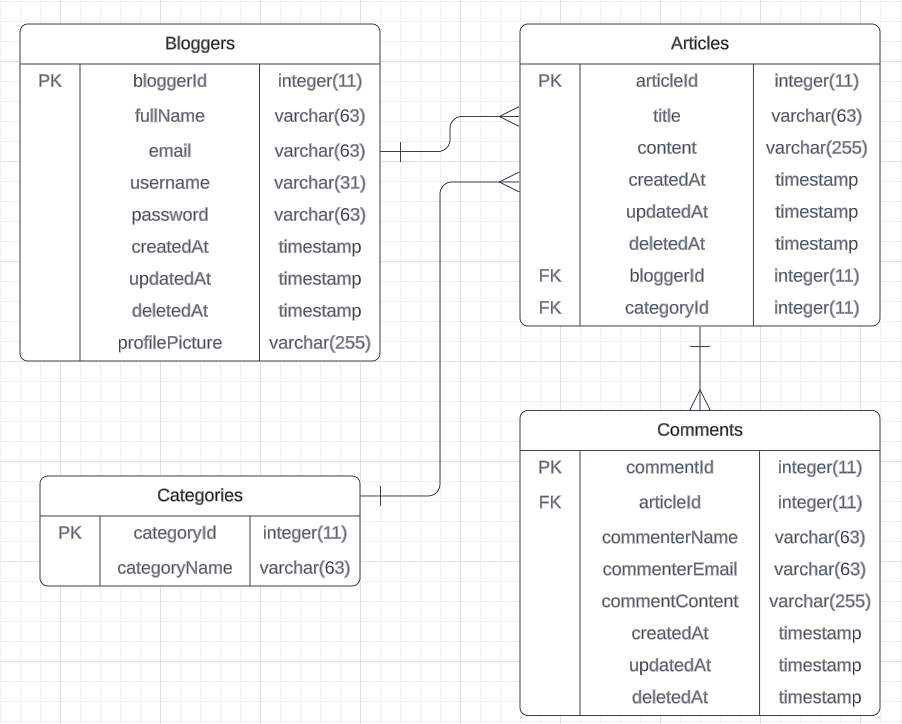 Bloggers
PK bloggerId integer(11)
fullName varchar(63)
email varchar(63)
username varchar(31)
password varchar(63)
createdAt timestamp
updatedAt timestamp
deletedAt timestamp
profilePicture varchar(255)
Articles
PK articleId integer(11)
title varchar(63)
content varchar(255)
createdAt timestamp
updatedAt timestamp
deletedAt timestamp
FK bloggerId integer(11)
FK categoryId integer(11)
Categories
PK categoryId integer(11)
categoryName varchar(63)
Comments
PK commentId integer(11)
FK articleId integer(11)
commenterName varchar(63)
commenterEmail varchar(63)
commentContent varchar(255)
createdAt timestamp
updatedAt timestamp
deletedAt timestamp